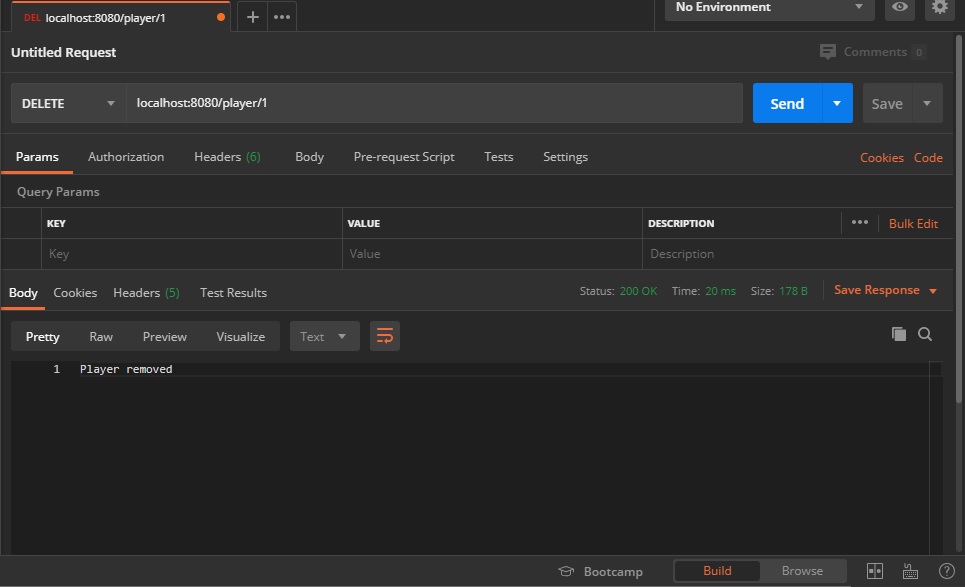 DEL localhost:8080/player/1
No Environment
Untitled Request
Comments 0
DELETE localhost:8080/player/1 Send Save
Params Authorization Headers (6) Body Pre-request Script Tests Settings Cookies Code
Query Params
KEY VALUE DESCRIPTION Bulk Edit
Key Value Description
Body Cookies Headers (5) Test Results Status: 200 OK Time: 20 ms Size: 178 B Save Response
Pretty Raw Preview Visualize Text
1 Player removed
Bootcamp Build Browse